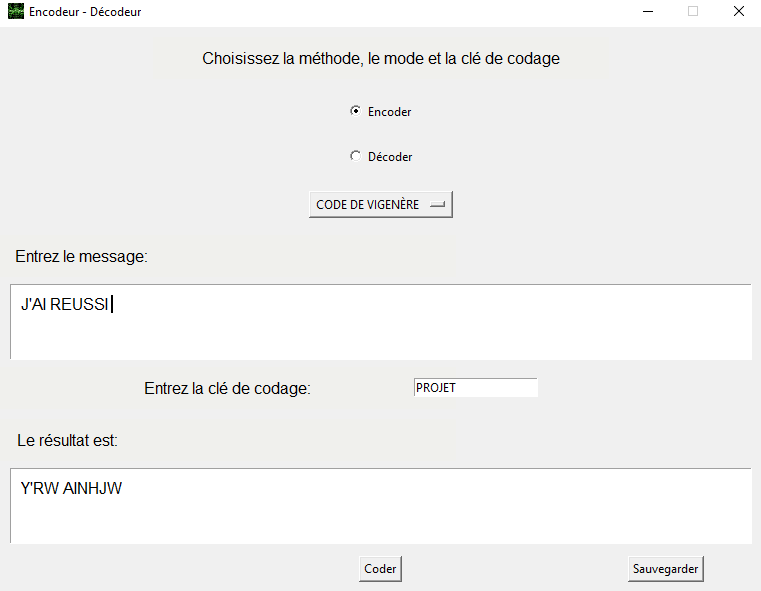 Encodeur - Décodeur
Choisissez la méthode, le mode et la clé de codage
Encoder
Décoder
CODE DE VIGENÈRE
Entrez le message:
J'AI REUSSI
Entrez la clé de codage:
PROJET
Le résultat est:
Y'RW AINHJW
Coder
Sauvegarder